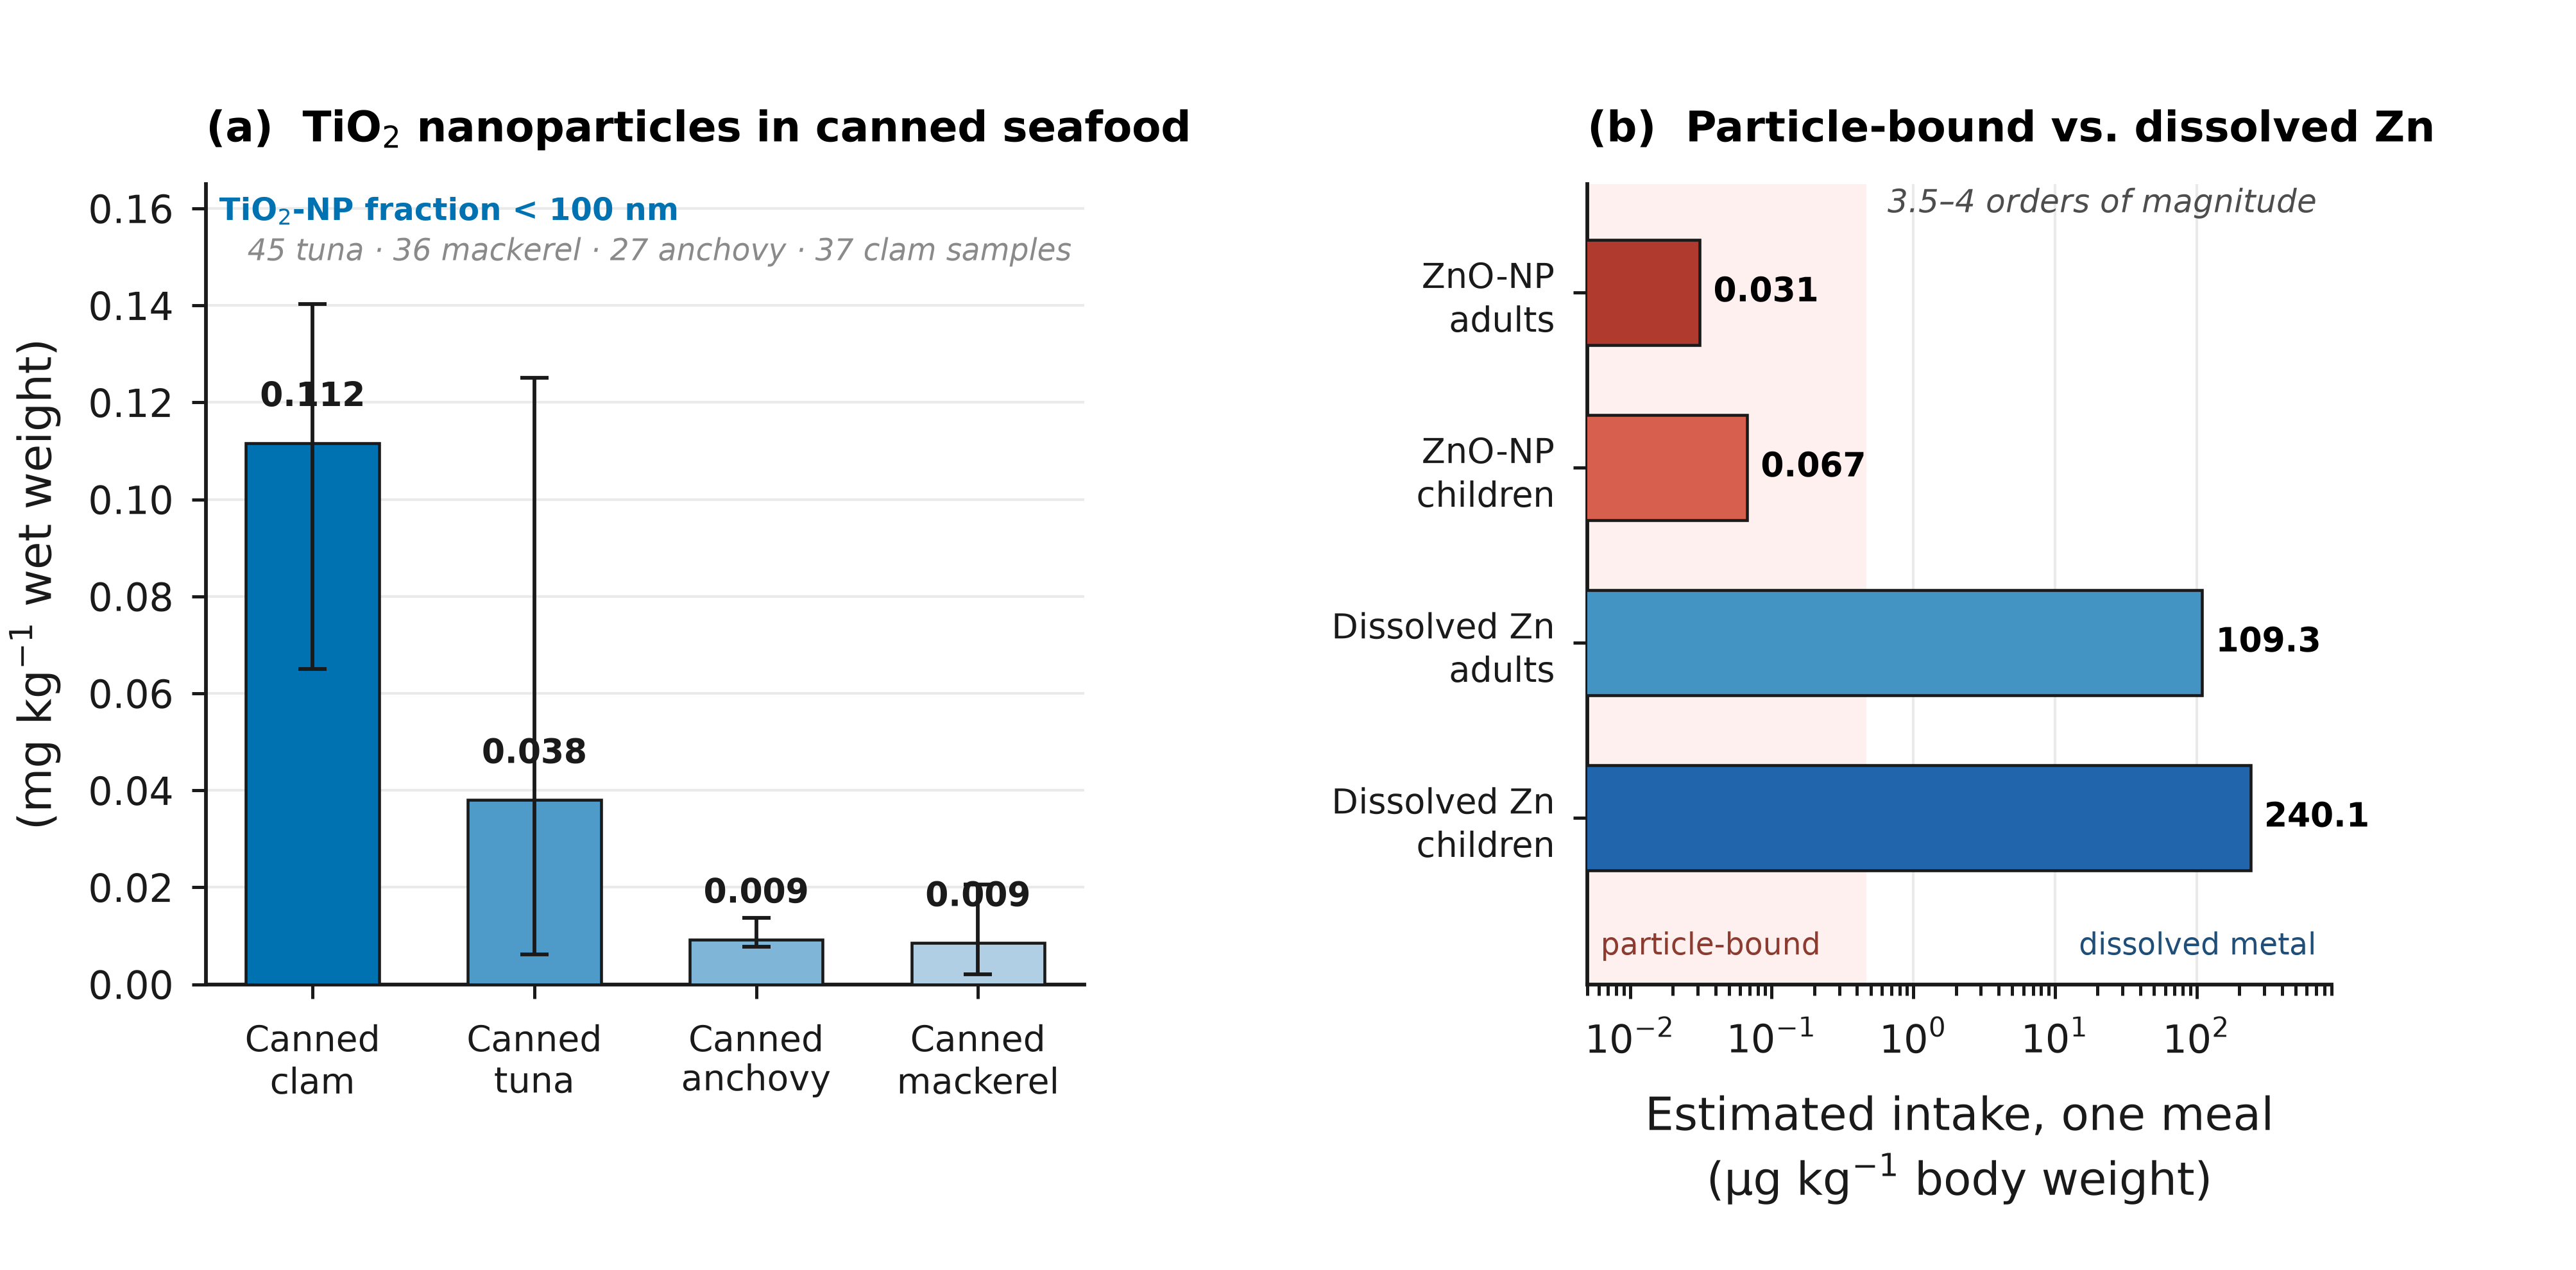 (a) TiO₂ nanoparticles in canned seafood
(mg kg⁻¹ wet weight)
0.16
0.14
0.12
0.10
0.08
0.06
0.04
0.02
0.00
TiO₂-NP fraction < 100 nm
45 tuna · 36 mackerel · 27 anchovy · 37 clam samples
0.112
0.038
0.009
0.009
Canned
clam
Canned
tuna
Canned
anchovy
Canned
mackerel
(b) Particle-bound vs. dissolved Zn
3.5–4 orders of magnitude
ZnO-NP
adults
0.031
ZnO-NP
children
0.067
Dissolved Zn
adults
109.3
Dissolved Zn
children
240.1
particle-bound
dissolved metal
10⁻²
10⁻¹
10⁰
10¹
10²
Estimated intake, one meal
(µg kg⁻¹ body weight)